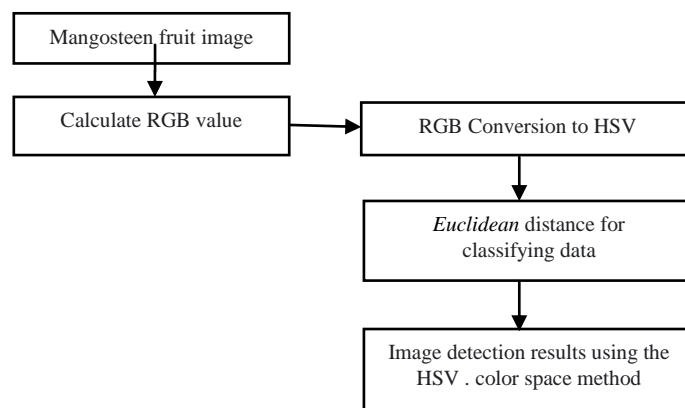 Mangosteen fruit image
Calculate RGB value
RGB Conversion to HSV
Euclidean distance for
classifying data
Image detection results using the
HSV . color space method